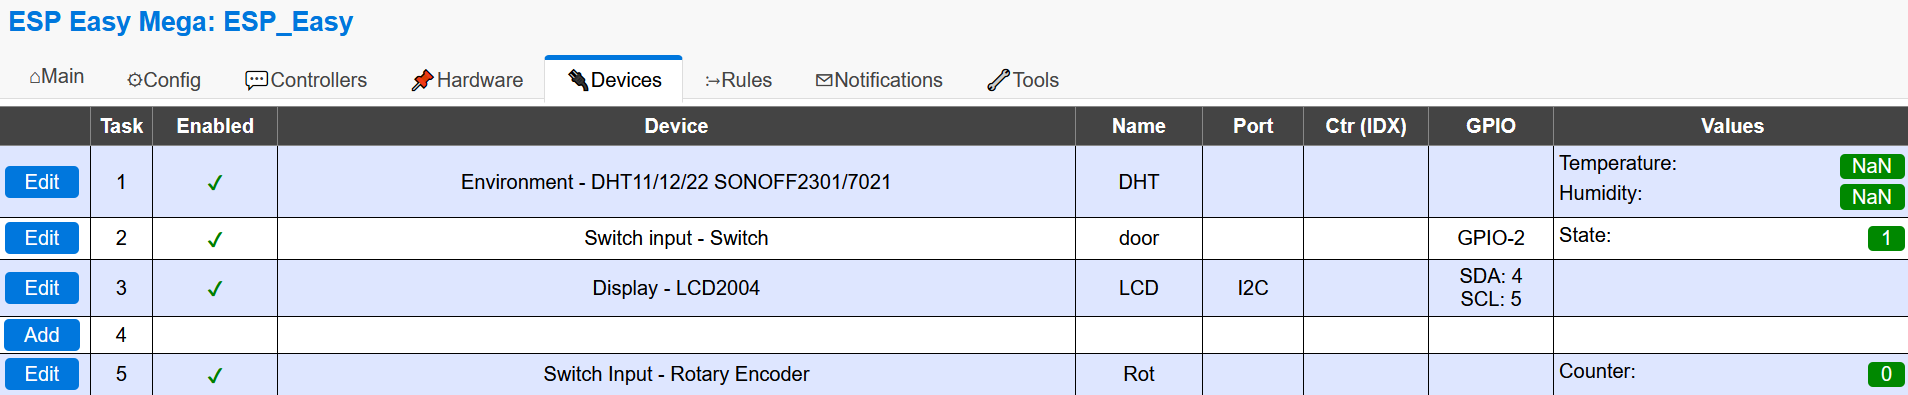 ESP Easy Mega: ESP_Easy
Main Config Controllers Hardware Devices Rules Notifications Tools
Task Enabled Device Name Port Ctr (IDX) GPIO Values
Edit 1 ✓ Environment - DHT11/12/22 SONOFF2301/7021 DHT Temperature: NaN
Humidity: NaN
Edit 2 ✓ Switch input - Switch door GPIO-2 State: 1
Edit 3 ✓ Display - LCD2004 LCD I2C SDA: 4
SCL: 5
Add 4
Edit 5 ✓ Switch Input - Rotary Encoder Rot Counter: 0